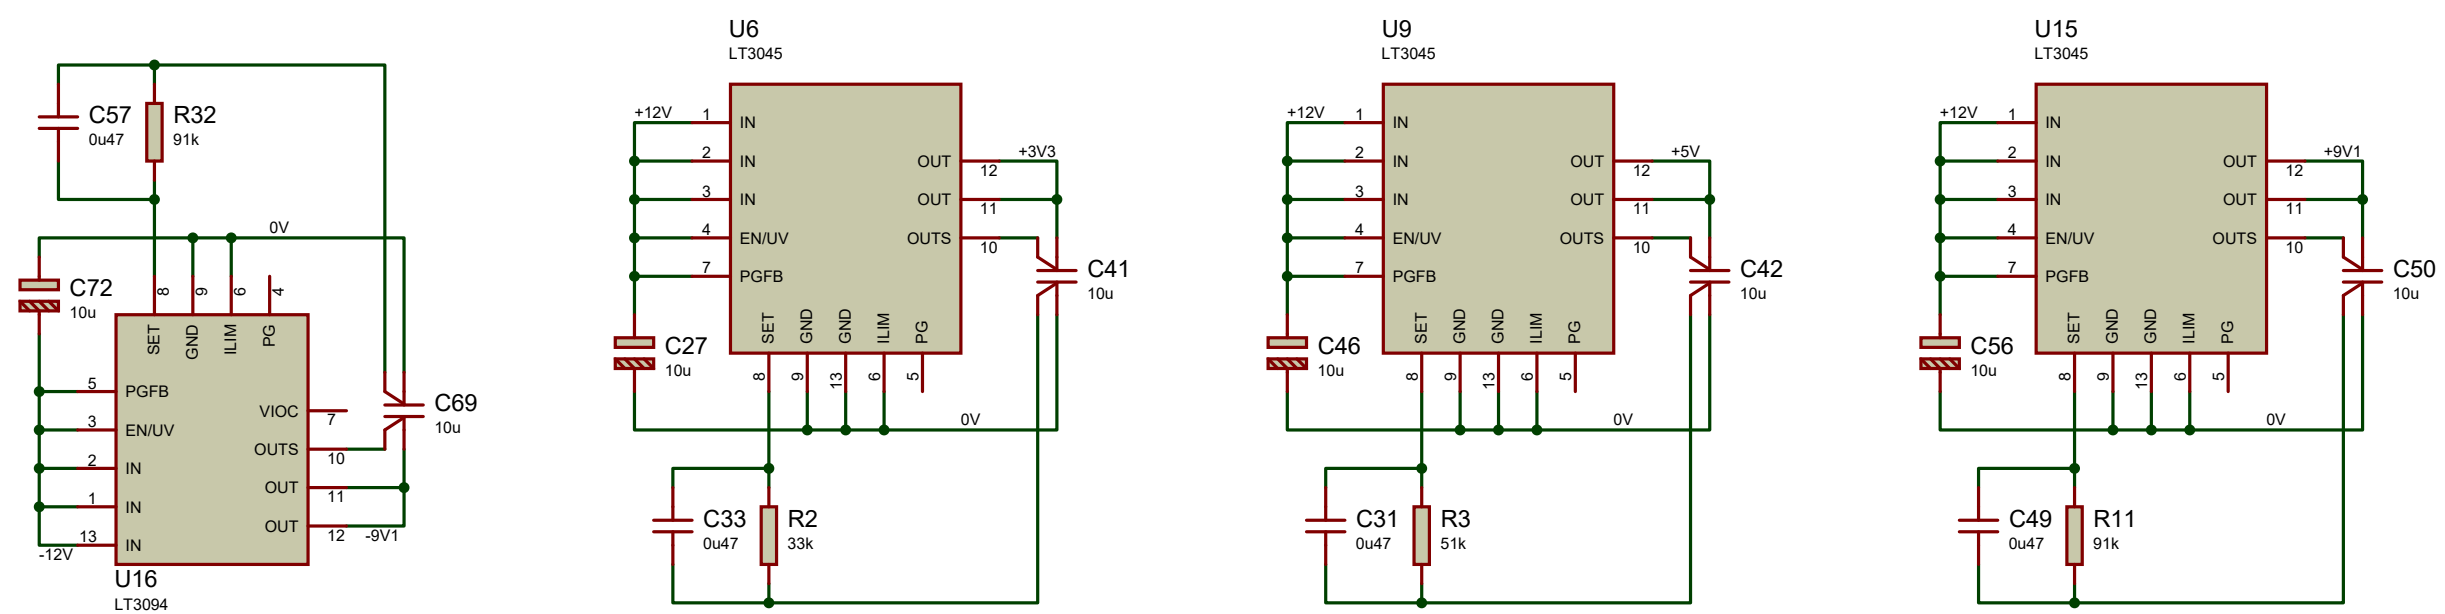 C57
0u47
R32
91k
0V
C72
10u
8
9
6
4
SET
GND
ILIM
PG
5
PGFB
3
EN/UV
2
IN
1
IN
13
IN
-12V
VIOC
7
OUTS
10
OUT
11
OUT
12
-9V1
C69
10u
U16
LT3094
U6
LT3045
+12V
1
IN
2
IN
3
IN
4
EN/UV
7
PGFB
OUT
12
+3V3
OUT
11
OUTS
10
C41
10u
SET
GND
GND
ILIM
PG
8
9
13
6
5
C27
10u
0V
C33
0u47
R2
33k
U9
LT3045
+12V
1
IN
2
IN
3
IN
4
EN/UV
7
PGFB
OUT
12
+5V
OUT
11
OUTS
10
C42
10u
SET
GND
GND
ILIM
PG
8
9
13
6
5
C46
10u
0V
C31
0u47
R3
51k
U15
LT3045
+12V
1
IN
2
IN
3
IN
4
EN/UV
7
PGFB
OUT
12
+9V1
OUT
11
OUTS
10
C50
10u
SET
GND
GND
ILIM
PG
8
9
13
6
5
C56
10u
0V
C49
0u47
R11
91k